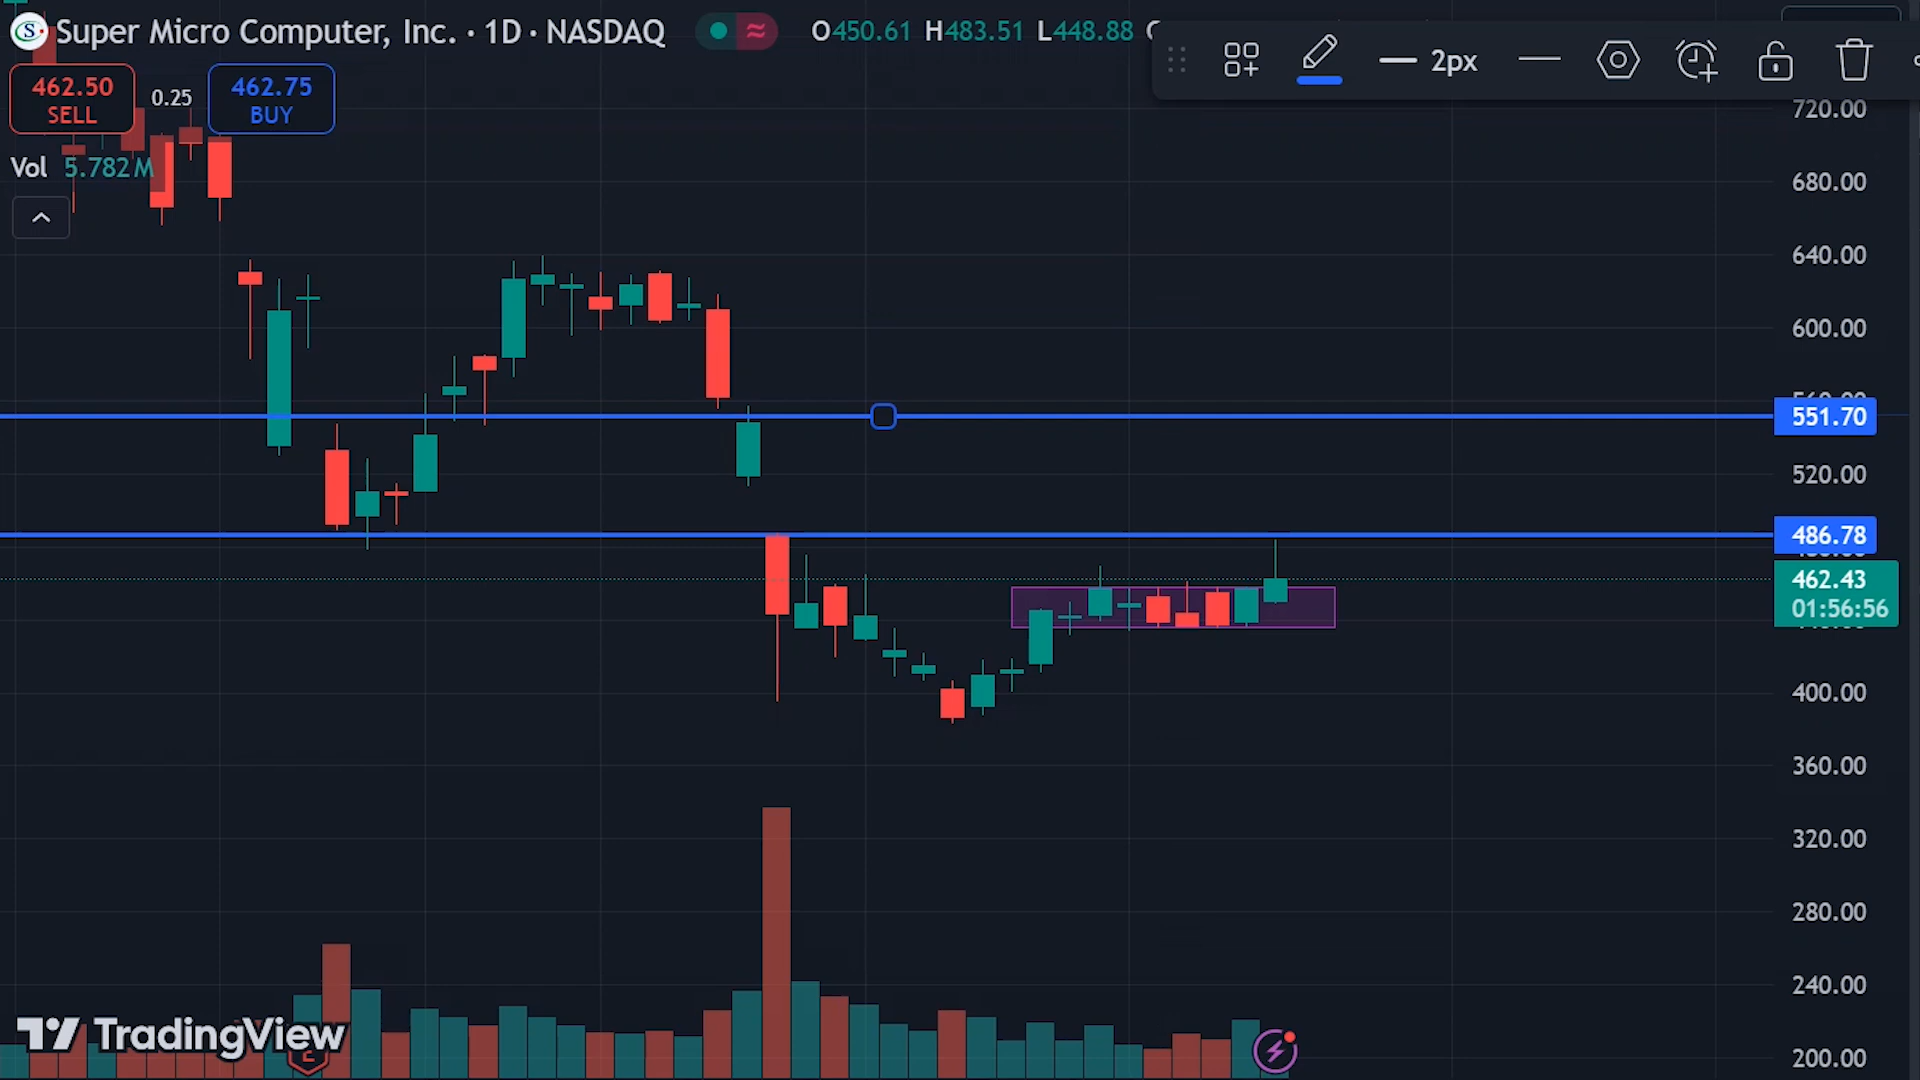 Super Micro Computer, Inc. · 1D · NASDAQ
O450.61 H483.51 L448.88
2px
462.50
SELL
0.25
462.75
BUY
Vol 5.782M
720.00
680.00
640.00
600.00
551.70
520.00
486.78
462.43
01:56:56
400.00
360.00
320.00
280.00
240.00
200.00
TradingView
E